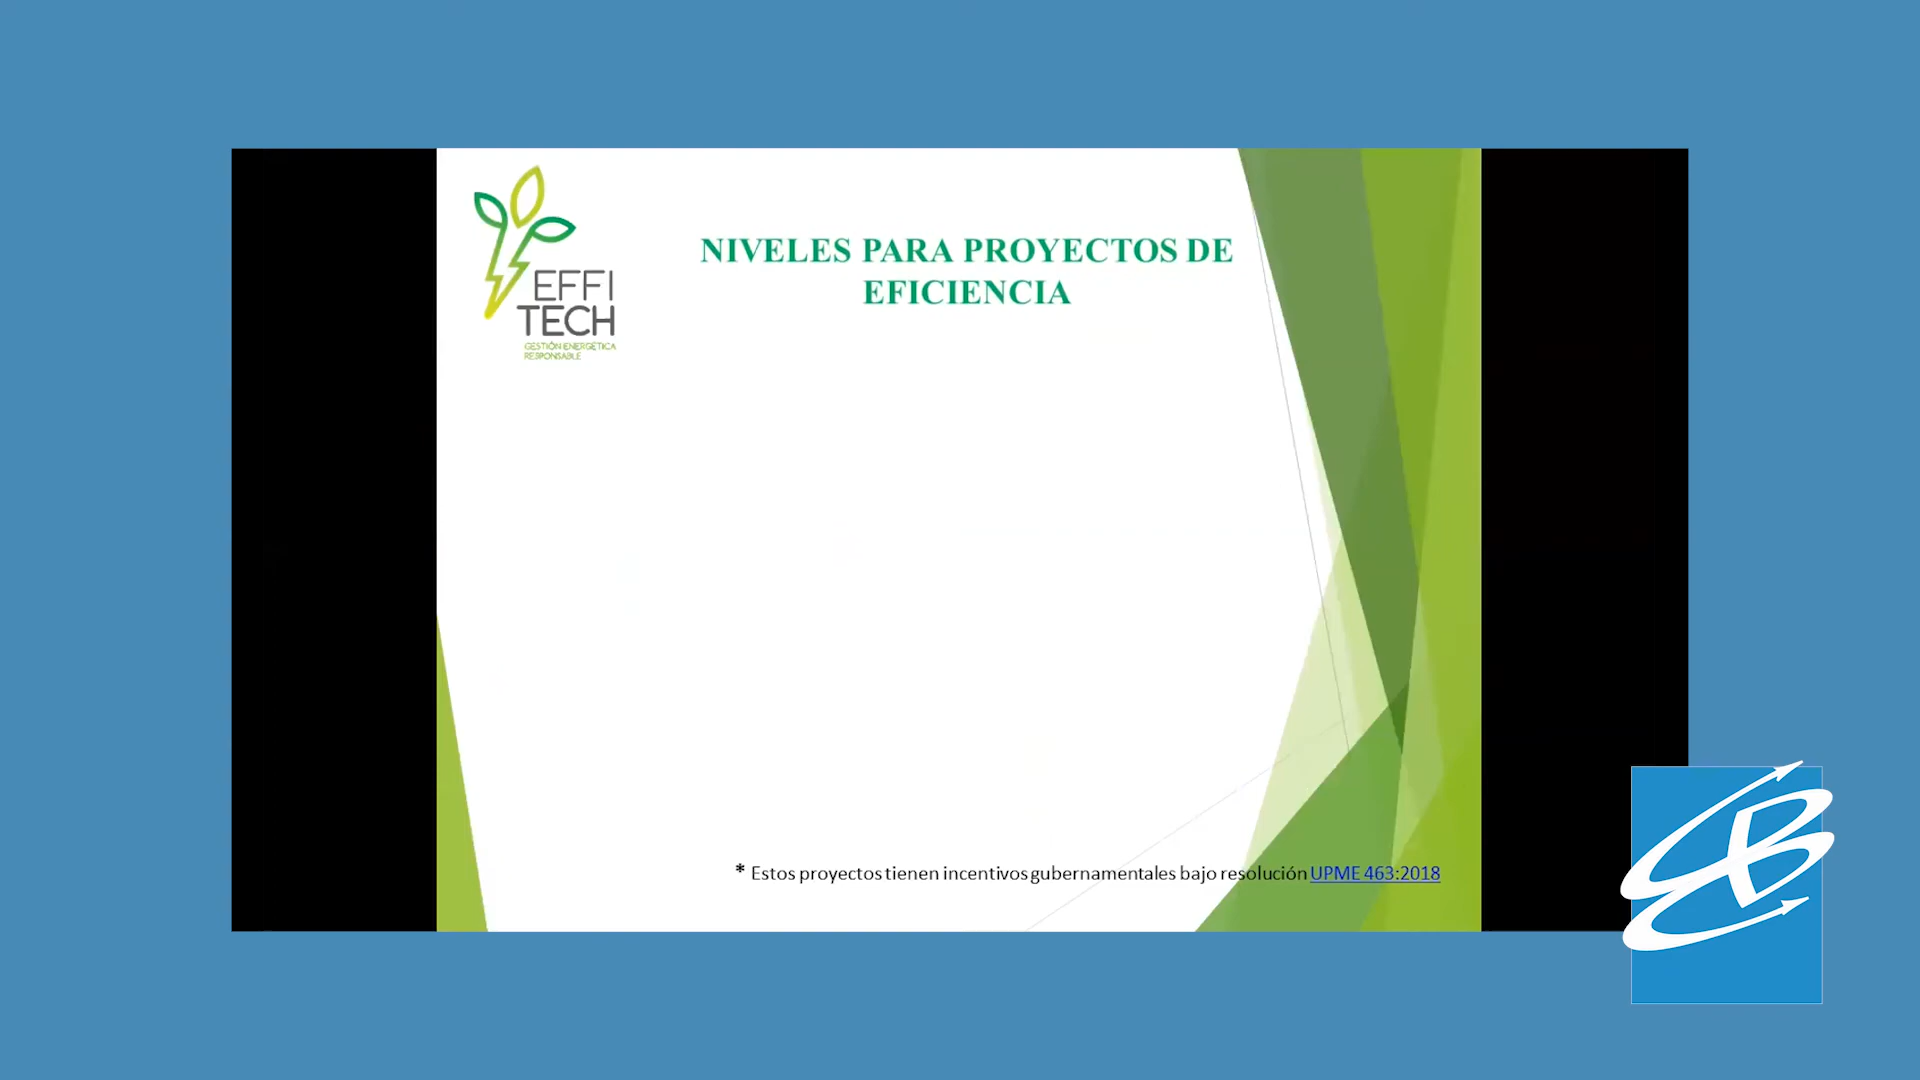 EFFI
TECH
GESTIÓN ENERGÉTICA
RESPONSABLE
NIVELES PARA PROYECTOS DE
EFICIENCIA
* Estos proyectos tienen incentivos gubernamentales bajo resolución UPME 463:2018